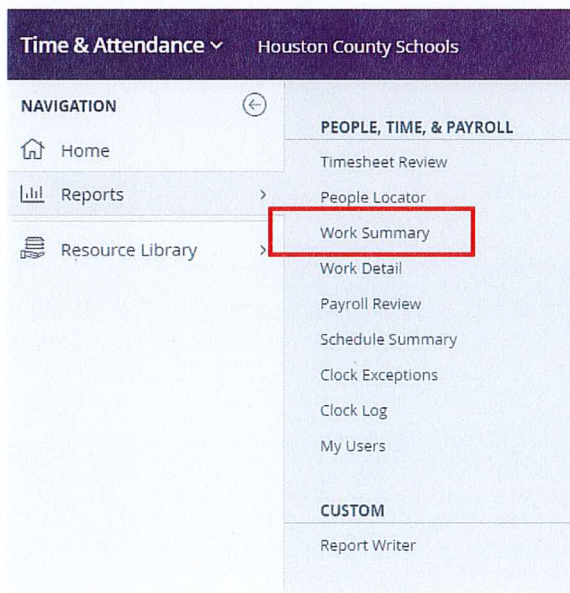 Time & Attendance Houston County Schools
NAVIGATION
Home
Reports
Resource Library
PEOPLE, TIME, & PAYROLL
Timesheet Review
People Locator
Work Summary
Work Detail
Payroll Review
Schedule Summary
Clock Exceptions
Clock Log
My Users
CUSTOM
Report Writer